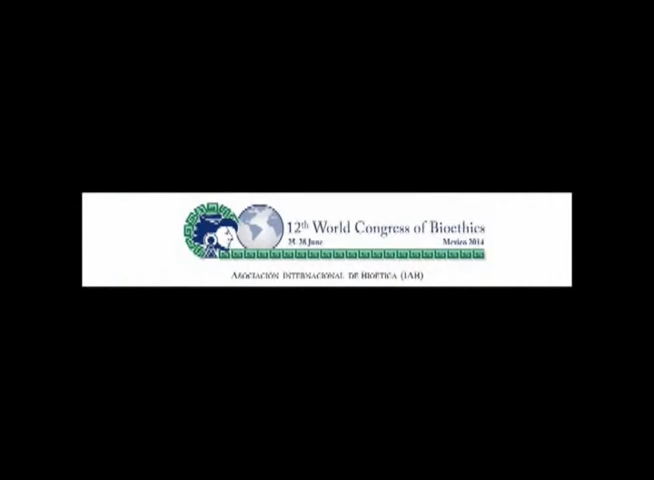 12th World Congress of Bioethics
25-28 June Mexico 2014
ASOCIACIÓN INTERNACIONAL DE BIOÉTICA (IAB)